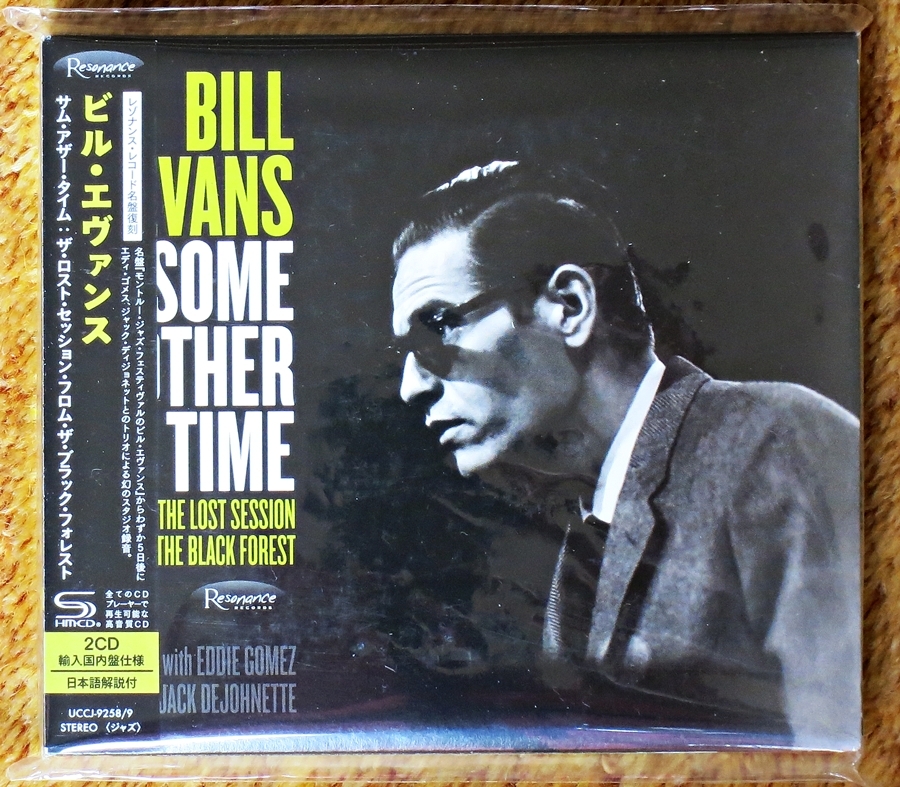 Resonance
RECORDS
レゾナンス・レコード名盤復刻
ビル・エヴァンス
サム・アザー・タイム：ザ・ロスト・セッション・フロム・ザ・ブラック・フォレスト
名盤『モントルー・ジャズ・フェスティヴァルのビル・エヴァンス』からわずか5日後に
エディ・ゴメス、ジャック・ディジョネットとのトリオによる幻のスタジオ録音。
SHM-CD
全てのCD
プレーヤーで
再生可能な
高音質CD
2CD
輸入国内盤仕様
日本語解説付
UCCJ-9258/9
STEREO 〈ジャズ〉
BILL
VANS
SOME
THER
TIME
THE LOST SESSION
THE BLACK FOREST
Resonance
RECORDS
with EDDIE GOMEZ
JACK DEJOHNETTE